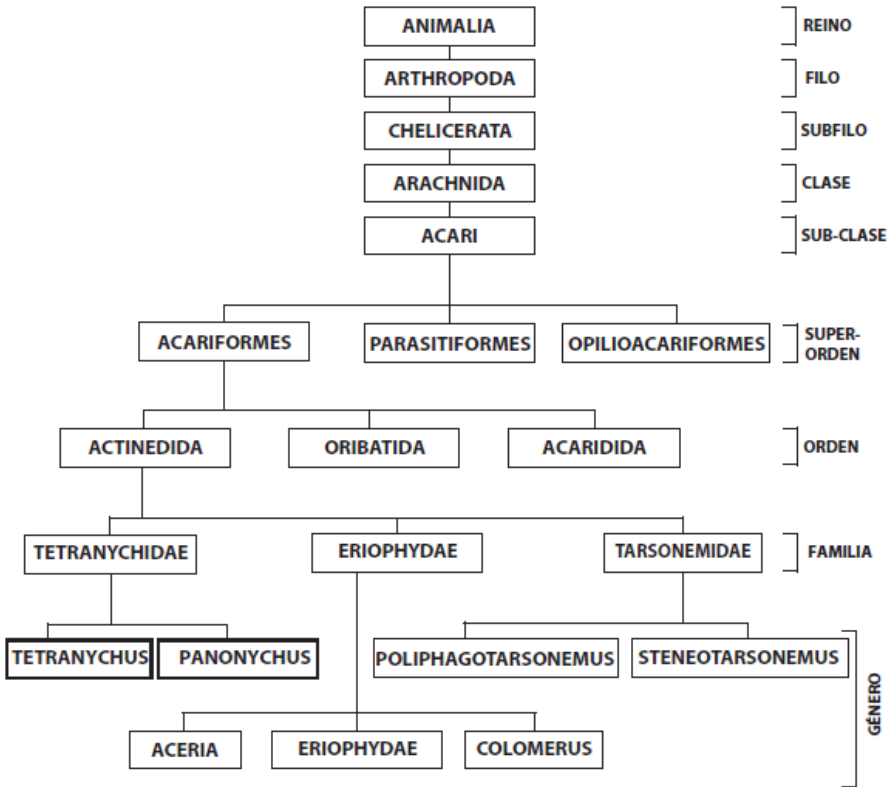 ANIMALIA
REINO
ARTHROPODA
FILO
CHELICERATA
SUBFILO
ARACHNIDA
CLASE
ACARI
SUB-CLASE
ACARIFORMES
PARASITIFORMES
OPILIOACARIFORMES
SUPER-
ORDEN
ACTINEDIDA
ORIBATIDA
ACARIDIDA
ORDEN
TETRANYCHIDAE
ERIOPHYDAE
TARSONEMIDAE
FAMILIA
TETRANYCHUS
PANONYCHUS
POLIPHAGOTARSONEMUS
STENEOTARSONEMUS
GÉNERO
ACERIA
ERIOPHYDAE
COLOMERUS